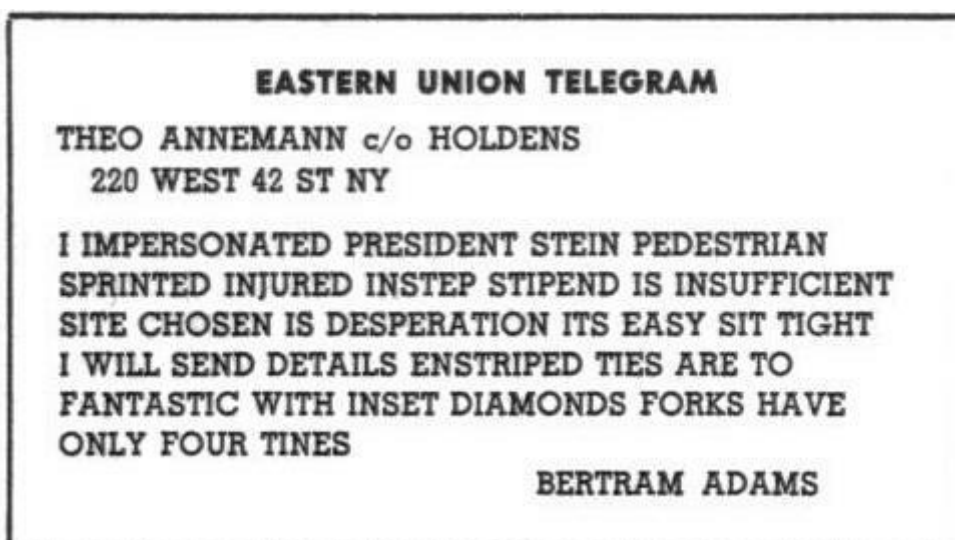 EASTERN UNION TELEGRAM
THEO ANNEMANN c/o HOLDENS
220 WEST 42 ST NY
I IMPERSONATED PRESIDENT STEIN PEDESTRIAN
SPRINTED INJURED INSTEP STIPEND IS INSUFFICIENT
SITE CHOSEN IS DESPERATION ITS EASY SIT TIGHT
I WILL SEND DETAILS ENSTRIPED TIES ARE TO
FANTASTIC WITH INSET DIAMONDS FORKS HAVE
ONLY FOUR TINES
BERTRAM ADAMS